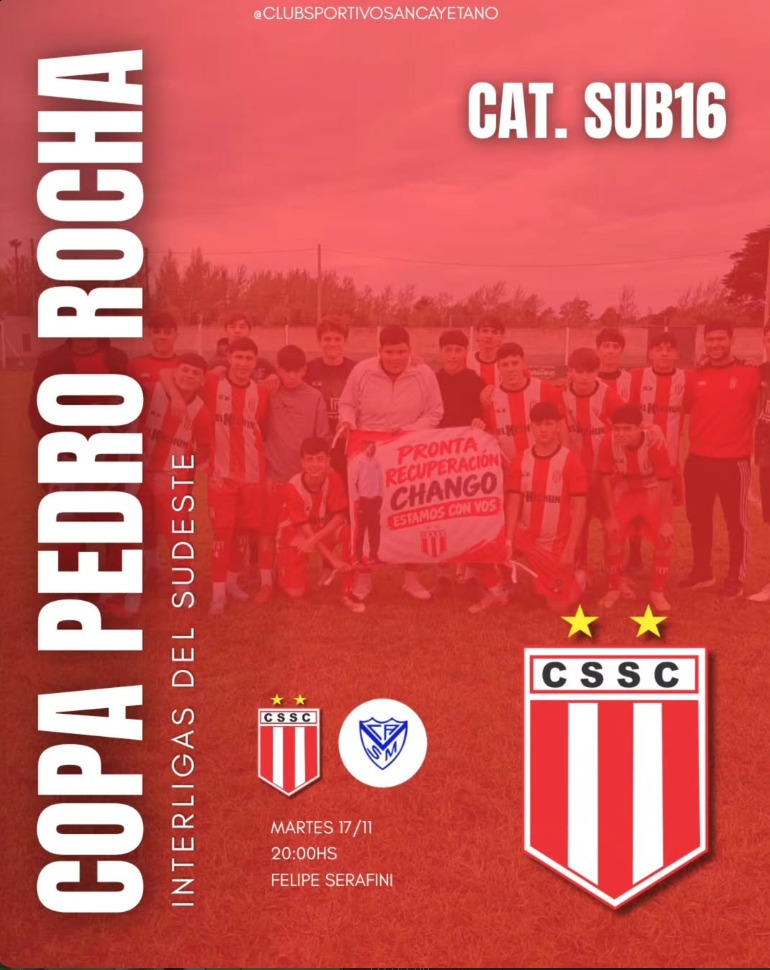 @CLUBSPORTIVOSANCAYETANO
CAT. SUB16
COPA PEDRO ROCHA
INTERLIGAS DEL SUDESTE
PRONTA
RECUPERACIÓN
CHANGO
ESTAMOS CON VOS
CSSC
CSSC
MARTES 17/11
20:00HS
FELIPE SERAFINI